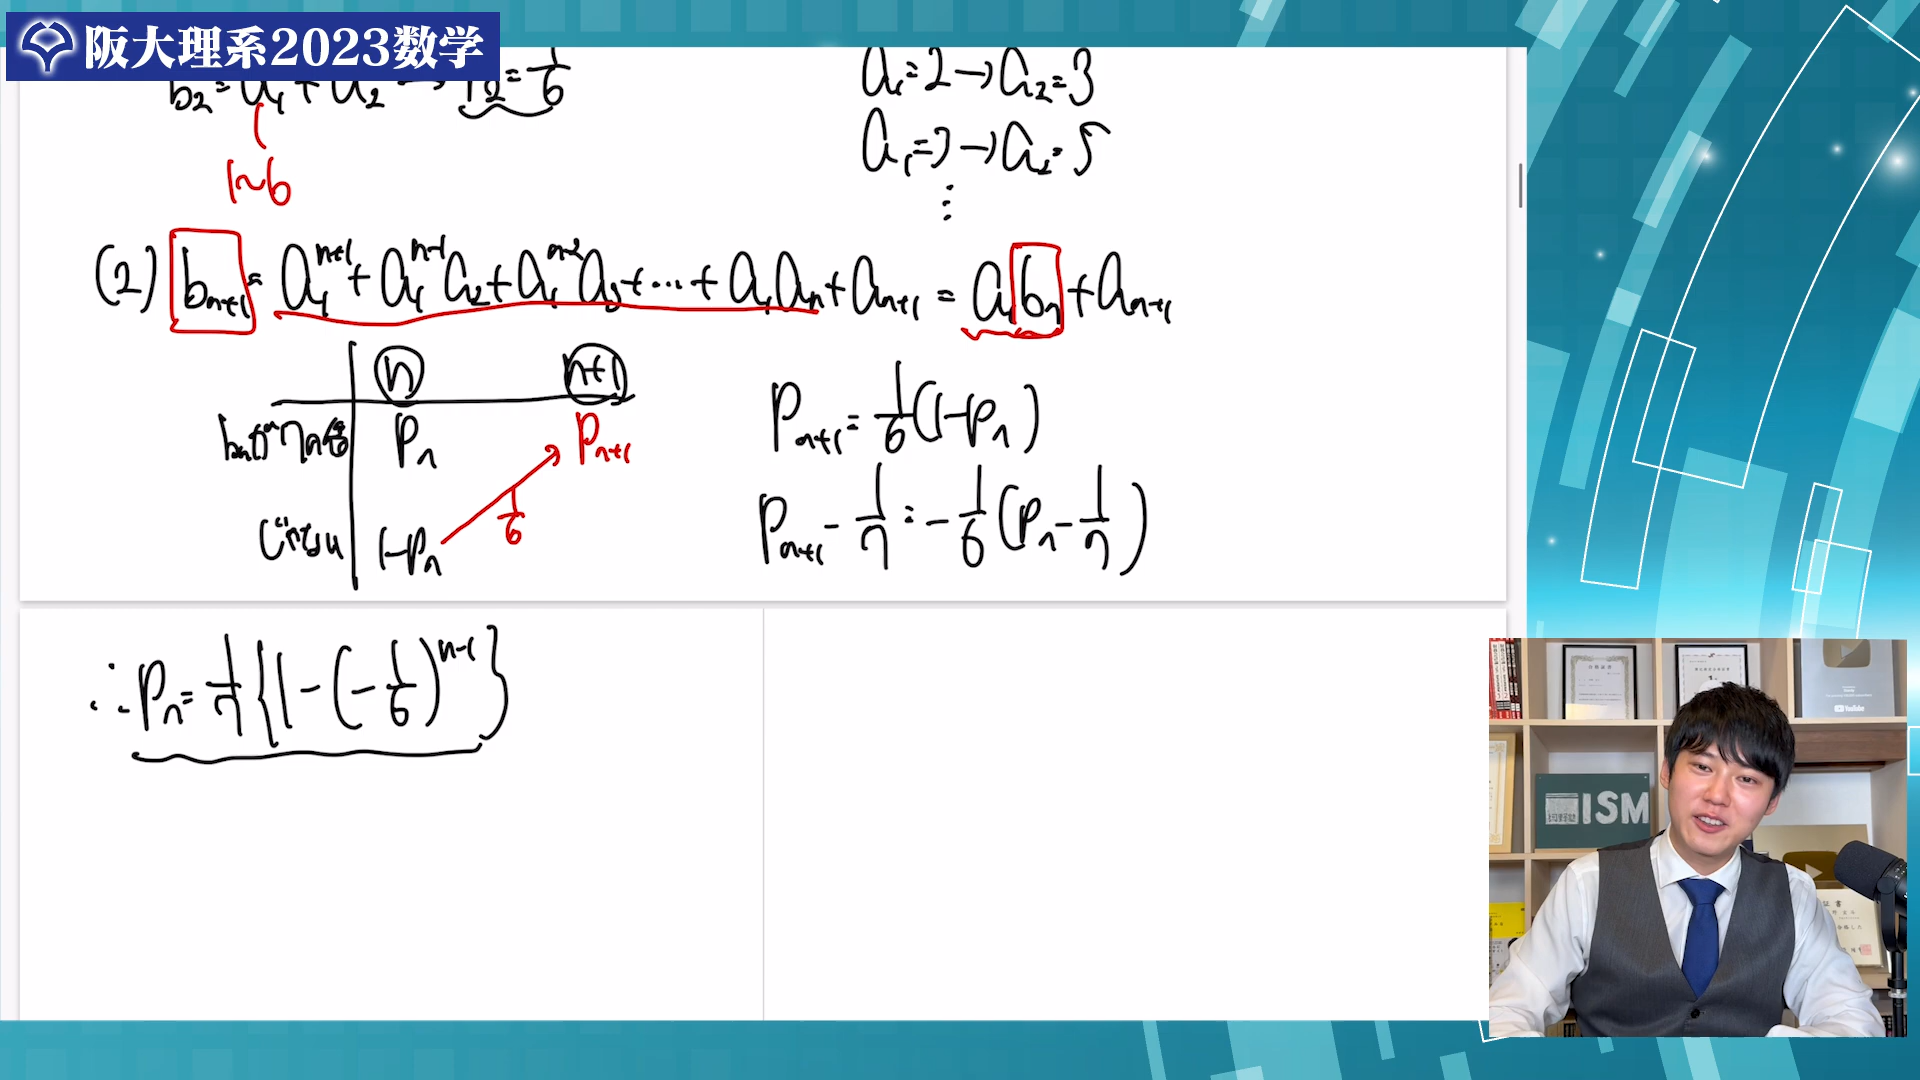 阪大理系2023数学
b₂=a₁+a₂→P₂=1/6
1~6
a₁=2→a₂=3
a₁=3→a₂=5
⋮
(2) bₙ₊₁=a₁ⁿ⁺¹+a₁ⁿ⁻¹a₂+a₁ⁿ⁻²a₃+…+a₁aₙ+aₙ₊₁=a₁bₙ+aₙ₊₁
n n+1
bₙが7の倍 Pₙ Pₙ₊₁
1/6
じゃない 1-Pₙ
Pₙ₊₁=1/6(1-Pₙ)
Pₙ₊₁-1/7=-1/6(Pₙ-1/7)
∴Pₙ=1/7{1-(-1/6)ⁿ⁻¹}
ISM
YouTube